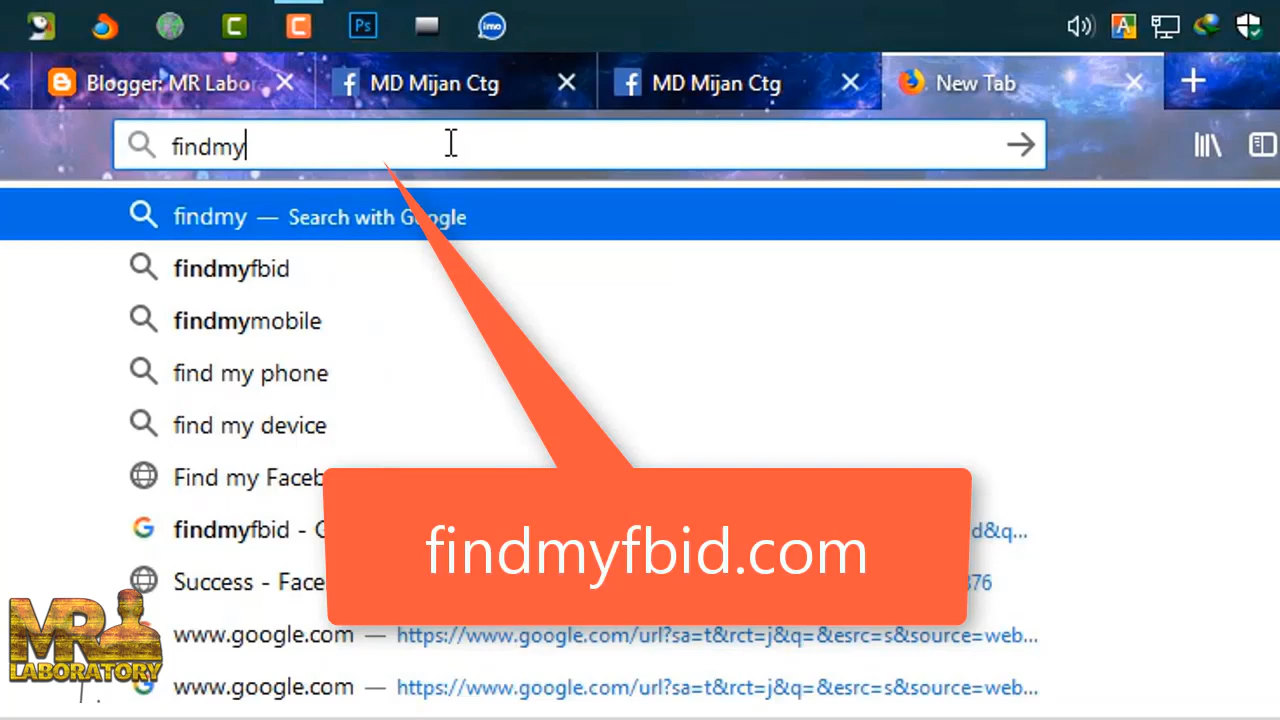 Ps
imo
Blogger: MR Labor
MD Mijan Ctg
MD Mijan Ctg
New Tab
findmy
findmy — Search with Google
findmyfbid
findmymobile
find my phone
find my device
Find my Faceb
findmyfbid - G
d&q...
findmyfbid.com
Success - Face
876
www.google.com — https://www.google.com/url?sa=t&rct=j&q=&esrc=s&source=web...
www.google.com — https://www.google.com/url?sa=t&rct=j&q=&esrc=s&source=web...
MR
LABORATORY